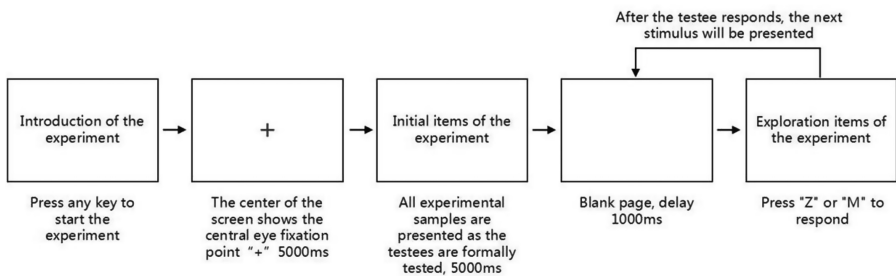 After the testee responds, the next
stimulus will be presented
Introduction of the
experiment
+
Initial items of the
experiment
Exploration items of
the experiment
Press any key to
start the
experiment
The center of the
screen shows the
central eye fixation
point "+" 5000ms
All experimental
samples are
presented as the
testees are formally
tested, 5000ms
Blank page, delay
1000ms
Press "Z" or "M" to
respond